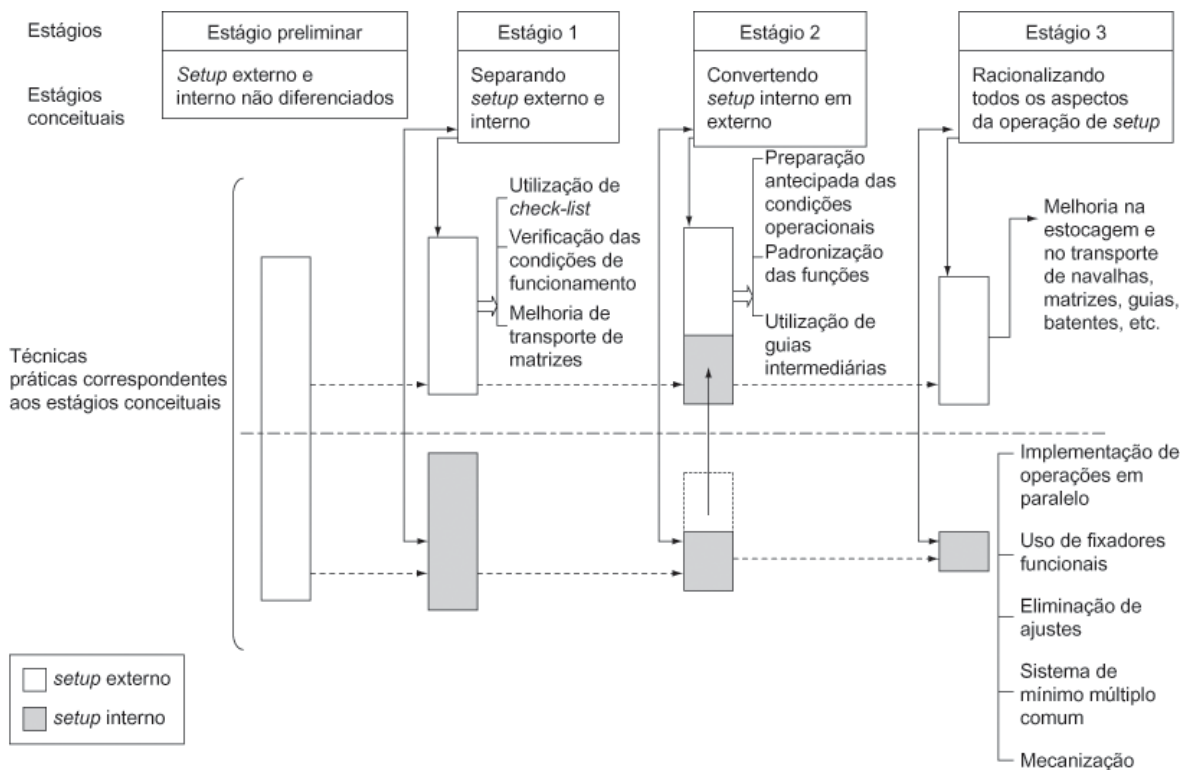 Estágios
Estágio preliminar
Estágio 1
Estágio 2
Estágio 3
Estágios
conceituais
Setup externo e
interno não diferenciados
Separando
setup externo e
interno
Convertendo
setup interno em
externo
Racionalizando
todos os aspectos
da operação de setup
Técnicas
práticas correspondentes
aos estágios conceituais
Utilização de
check-list
Verificação das
condições de
funcionamento
Melhoria de
transporte de
matrizes
Preparação
antecipada das
condições
operacionais
Padronização
das funções
Utilização de
guias
intermediárias
Melhoria na
estocagem e
no transporte
de navalhas,
matrizes, guias,
batentes, etc.
Implementação de
operações em
paralelo
Uso de fixadores
funcionais
Eliminação de
ajustes
Sistema de
mínimo múltiplo
comum
Mecanização
setup externo
setup interno